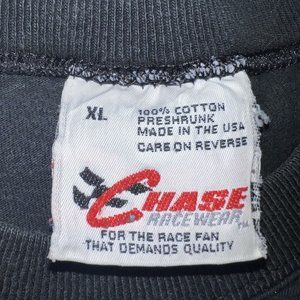 XL
100% COTTON
PRESHRUNK
MADE IN THE USA
CARE ON REVERSE
CHASE
RACEWEAR
FOR THE RACE FAN
THAT DEMANDS QUALITY